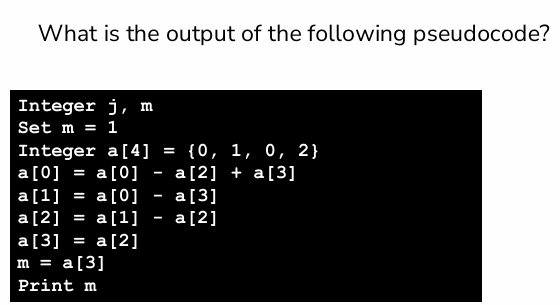 What is the output of the following pseudocode?
Integer j, m
Set m = 1
Integer a[4] = {0, 1, 0, 2}
a[0] = a[0] - a[2] + a[3]
a[1] = a[0] - a[3]
a[2] = a[1] - a[2]
a[3] = a[2]
m = a[3]
Print m